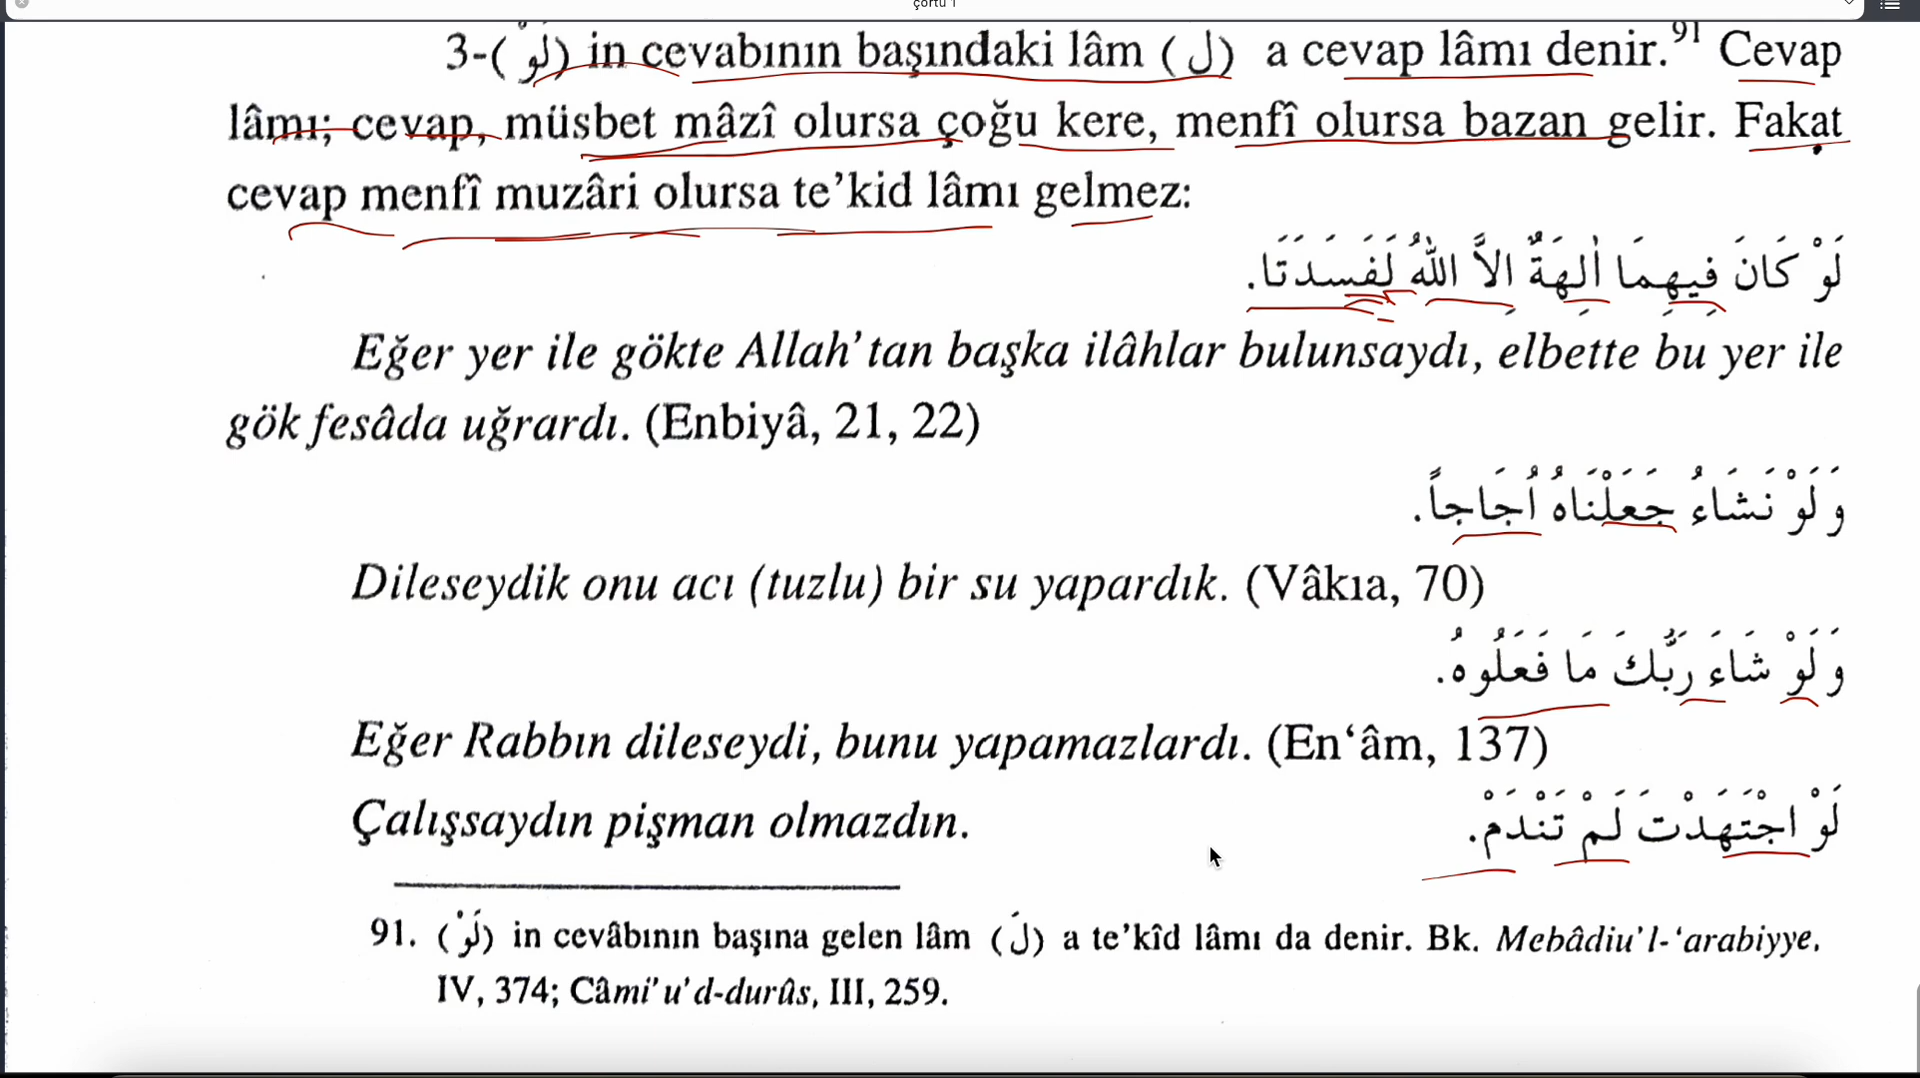 çortu 1
3-(لَوْ) in cevabının başındaki lâm (ل) a cevap lâmı denir.91 Cevap
lâmı; cevap, müsbet mâzî olursa çoğu kere, menfî olursa bazan gelir. Fakat
cevap menfî muzâri olursa te’kid lâmı gelmez:
لَوْ كَانَ فِيهِمَا اٰلِهَةٌ اِلاَّ اللهُ لَفَسَدَتَا.
Eğer yer ile gökte Allah’tan başka ilâhlar bulunsaydı, elbette bu yer ile
gök fesâda uğrardı. (Enbiyâ, 21, 22)
وَ لَوْ نَشَاءُ جَعَلْنَاهُ اُجَاجاً.
Dileseydik onu acı (tuzlu) bir su yapardık. (Vâkıa, 70)
وَ لَوْ شَاءَ رَبُّكَ مَا فَعَلُوهُ.
Eğer Rabbın dileseydi, bunu yapamazlardı. (En‘âm, 137)
Çalışsaydın pişman olmazdın. لَوْ اجْتَهَدْتَ لَمْ تَنْدَمْ.
91. (لَوْ) in cevâbının başına gelen lâm (لَ) a te’kîd lâmı da denir. Bk. Mebâdiu’l-‘arabiyye,
IV, 374; Câmi’u’d-durûs, III, 259.